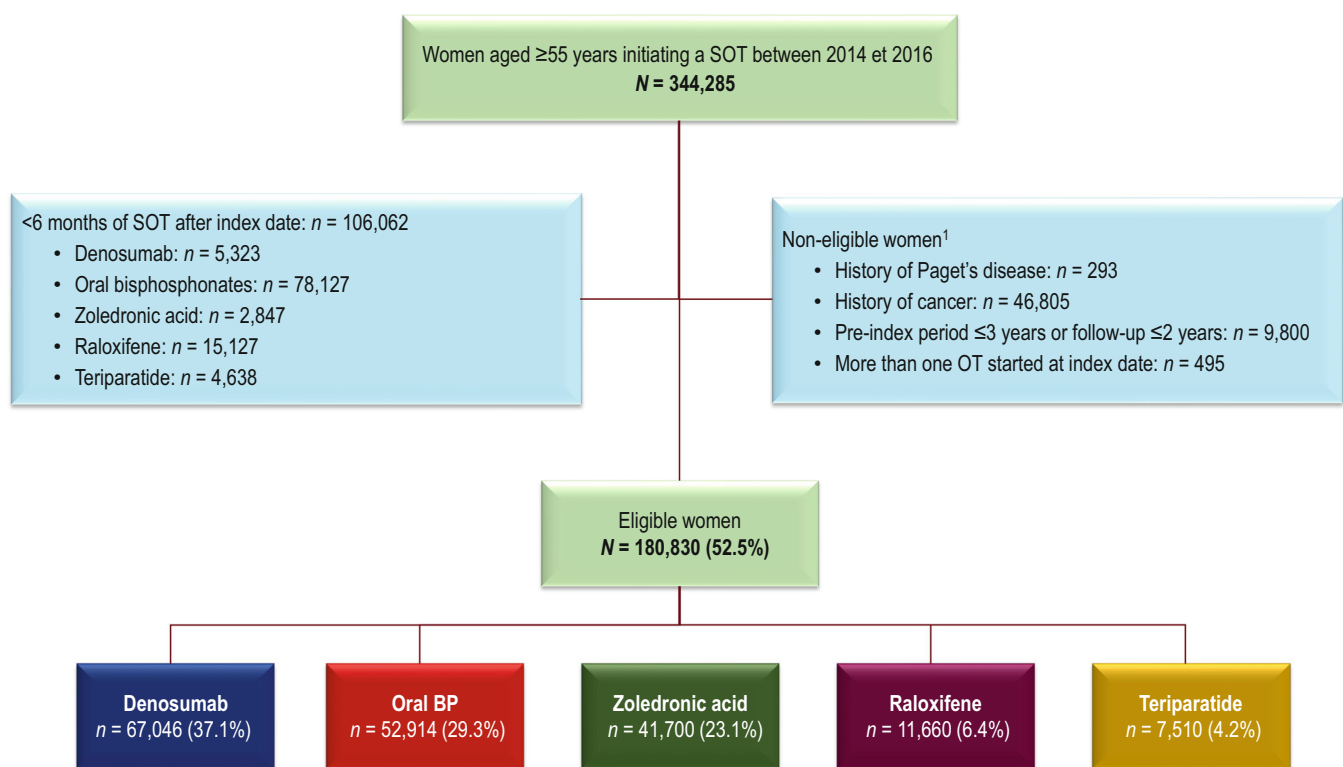 Women aged ≥55 years initiating a SOT between 2014 et 2016
N = 344,285
<6 months of SOT after index date: n = 106,062
• Denosumab: n = 5,323
• Oral bisphosphonates: n = 78,127
• Zoledronic acid: n = 2,847
• Raloxifene: n = 15,127
• Teriparatide: n = 4,638
Non-eligible women¹
• History of Paget’s disease: n = 293
• History of cancer: n = 46,805
• Pre-index period ≤3 years or follow-up ≤2 years: n = 9,800
• More than one OT started at index date: n = 495
Eligible women
N = 180,830 (52.5%)
Denosumab
n = 67,046 (37.1%)
Oral BP
n = 52,914 (29.3%)
Zoledronic acid
n = 41,700 (23.1%)
Raloxifene
n = 11,660 (6.4%)
Teriparatide
n = 7,510 (4.2%)